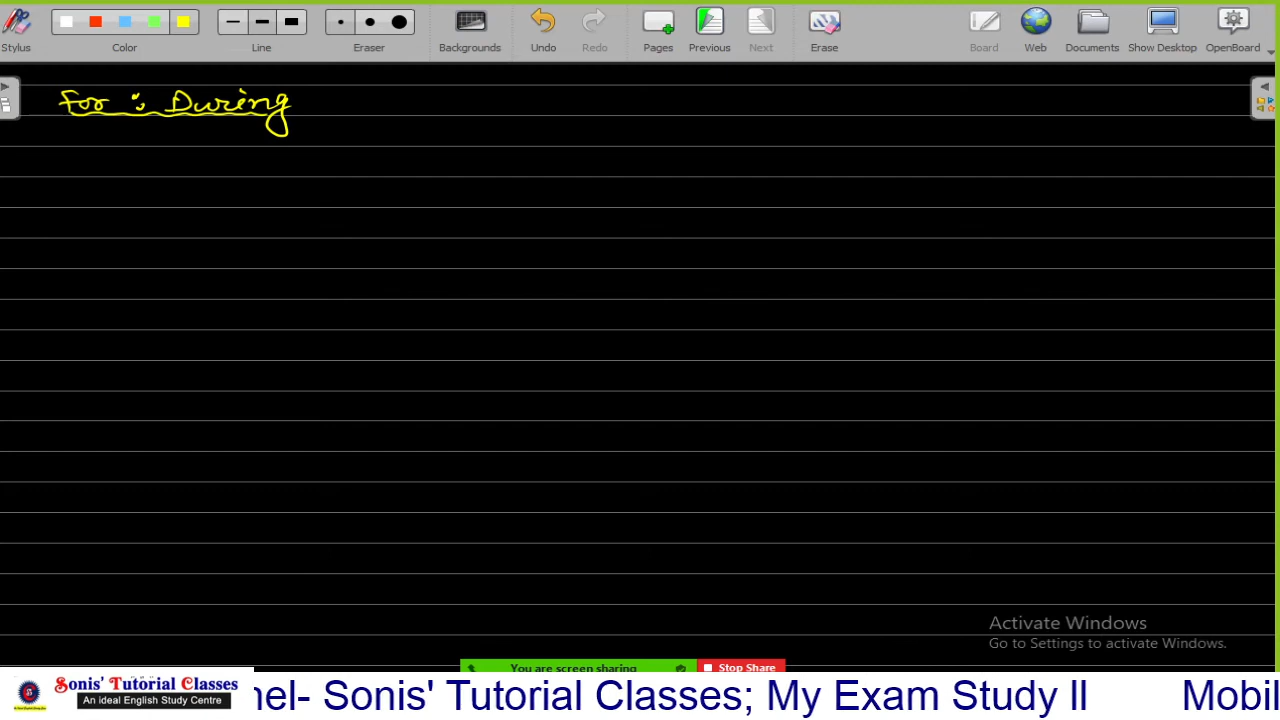 Stylus
Color
Line
Eraser
Backgrounds
Undo
Redo
Pages
Previous
Next
Erase
Board
Web
Documents
Show Desktop
OpenBoard
For : During
Activate Windows
Go to Settings to activate Windows.
You are screen sharing
Stop Share
Sonis' Tutorial Classes
An ideal English Study Centre
nel- Sonis' Tutorial Classes; My Exam Study ll Mobil